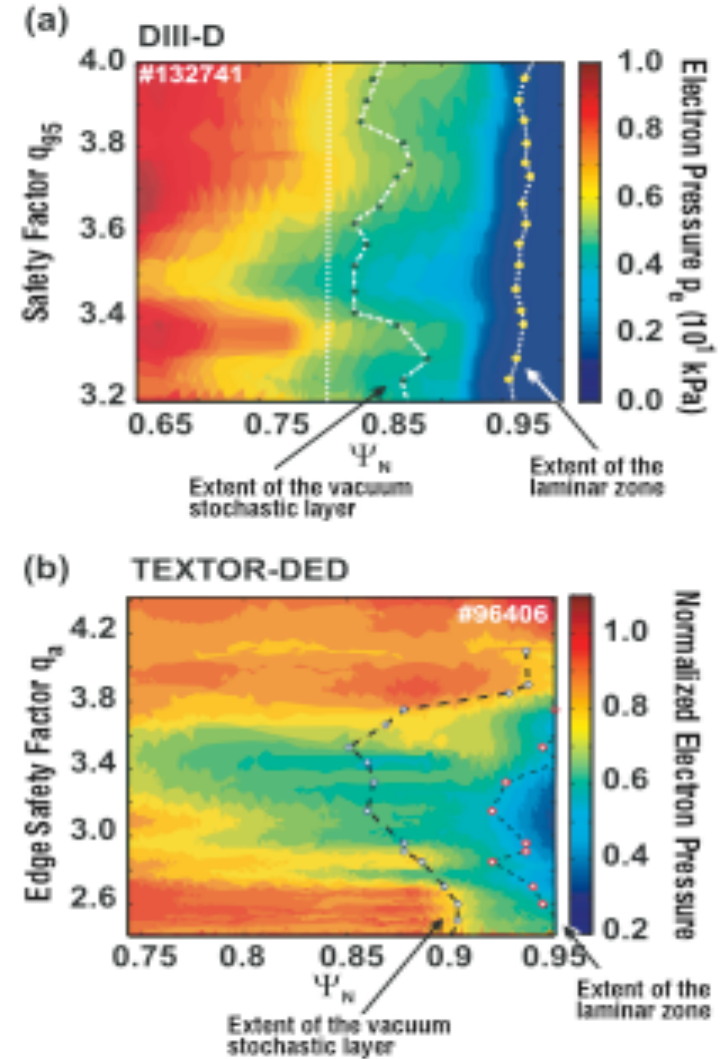 (a)
DIII-D
#132741
4.0
3.8
3.6
3.4
3.2
Safety Factor q95
0.65
0.75
0.85
0.95
ΨN
1.0
0.8
0.6
0.4
0.2
0.0
Electron Pressure pe (10¹ kPa)
Extent of the vacuum
stochastic layer
Extent of the
laminar zone
(b)
TEXTOR-DED
#96406
4.2
3.8
3.4
3.0
2.6
Edge Safety Factor qa
0.75
0.8
0.85
0.9
0.95
ΨN
1.0
0.8
0.6
0.4
0.2
Normalized Electron Pressure
Extent of the vacuum
stochastic layer
Extent of the
laminar zone